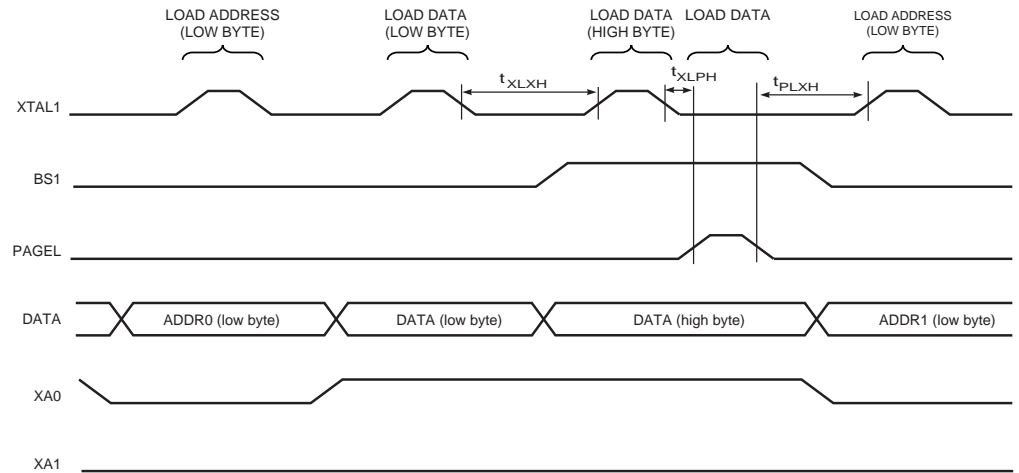 LOAD ADDRESS
(LOW BYTE)
LOAD DATA
(LOW BYTE)
LOAD DATA
(HIGH BYTE)
LOAD DATA
LOAD ADDRESS
(LOW BYTE)
XTAL1
tXLXH
tXLPH
tPLXH
BS1
PAGEL
DATA
ADDR0 (low byte)
DATA (low byte)
DATA (high byte)
ADDR1 (low byte)
XA0
XA1